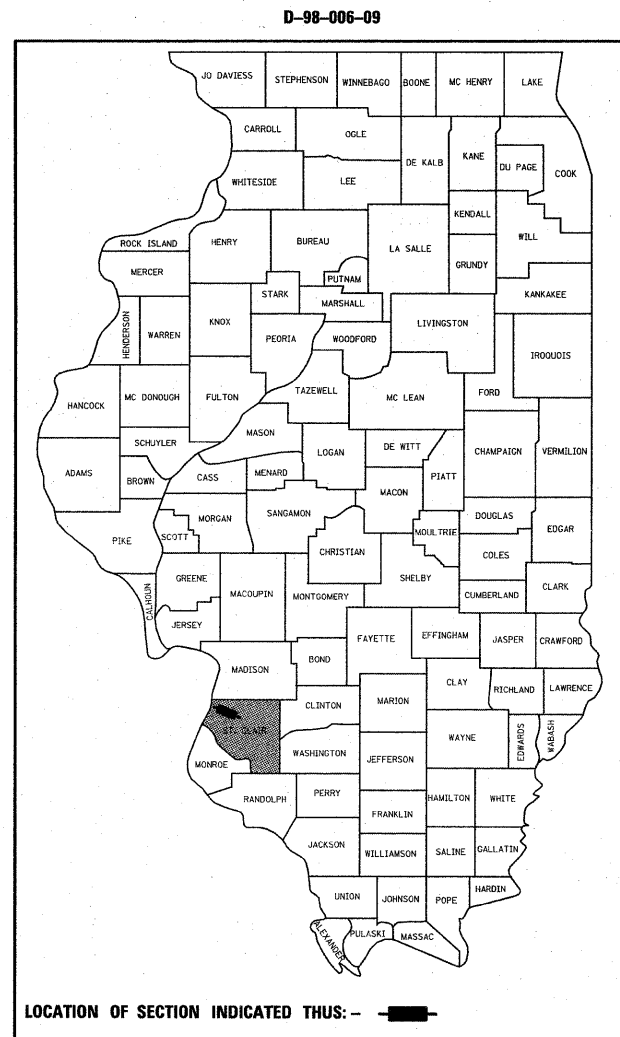 D-98-006-09
JO DAVIESS STEPHENSON WINNEBAGO BOONE MC HENRY LAKE
CARROLL OGLE
DE KALB KANE DU PAGE COOK
WHITESIDE LEE
KENDALL
ROCK ISLAND HENRY BUREAU LA SALLE WILL
GRUNDY
MERCER PUTNAM
STARK MARSHALL KANKAKEE
HENDERSON WARREN KNOX PEORIA WOODFORD LIVINGSTON
IROQUOIS
HANCOCK MC DONOUGH FULTON TAZEWELL MC LEAN FORD
MASON
SCHUYLER LOGAN DE WITT CHAMPAIGN VERMILION
ADAMS BROWN CASS MENARD PIATT
MACON
MORGAN SANGAMON DOUGLAS
PIKE SCOTT CHRISTIAN MOULTRIE EDGAR
COLES
GREENE MACOUPIN MONTGOMERY SHELBY
CALHOUN CUMBERLAND CLARK
JERSEY
FAYETTE EFFINGHAM JASPER CRAWFORD
MADISON BOND
CLAY RICHLAND LAWRENCE
CLINTON MARION
ST. CLAIR WAYNE EDWARDS WABASH
WASHINGTON JEFFERSON
MONROE
RANDOLPH PERRY HAMILTON WHITE
FRANKLIN
JACKSON WILLIAMSON SALINE GALLATIN
UNION JOHNSON POPE HARDIN
ALEXANDER PULASKI MASSAC
LOCATION OF SECTION INDICATED THUS: -